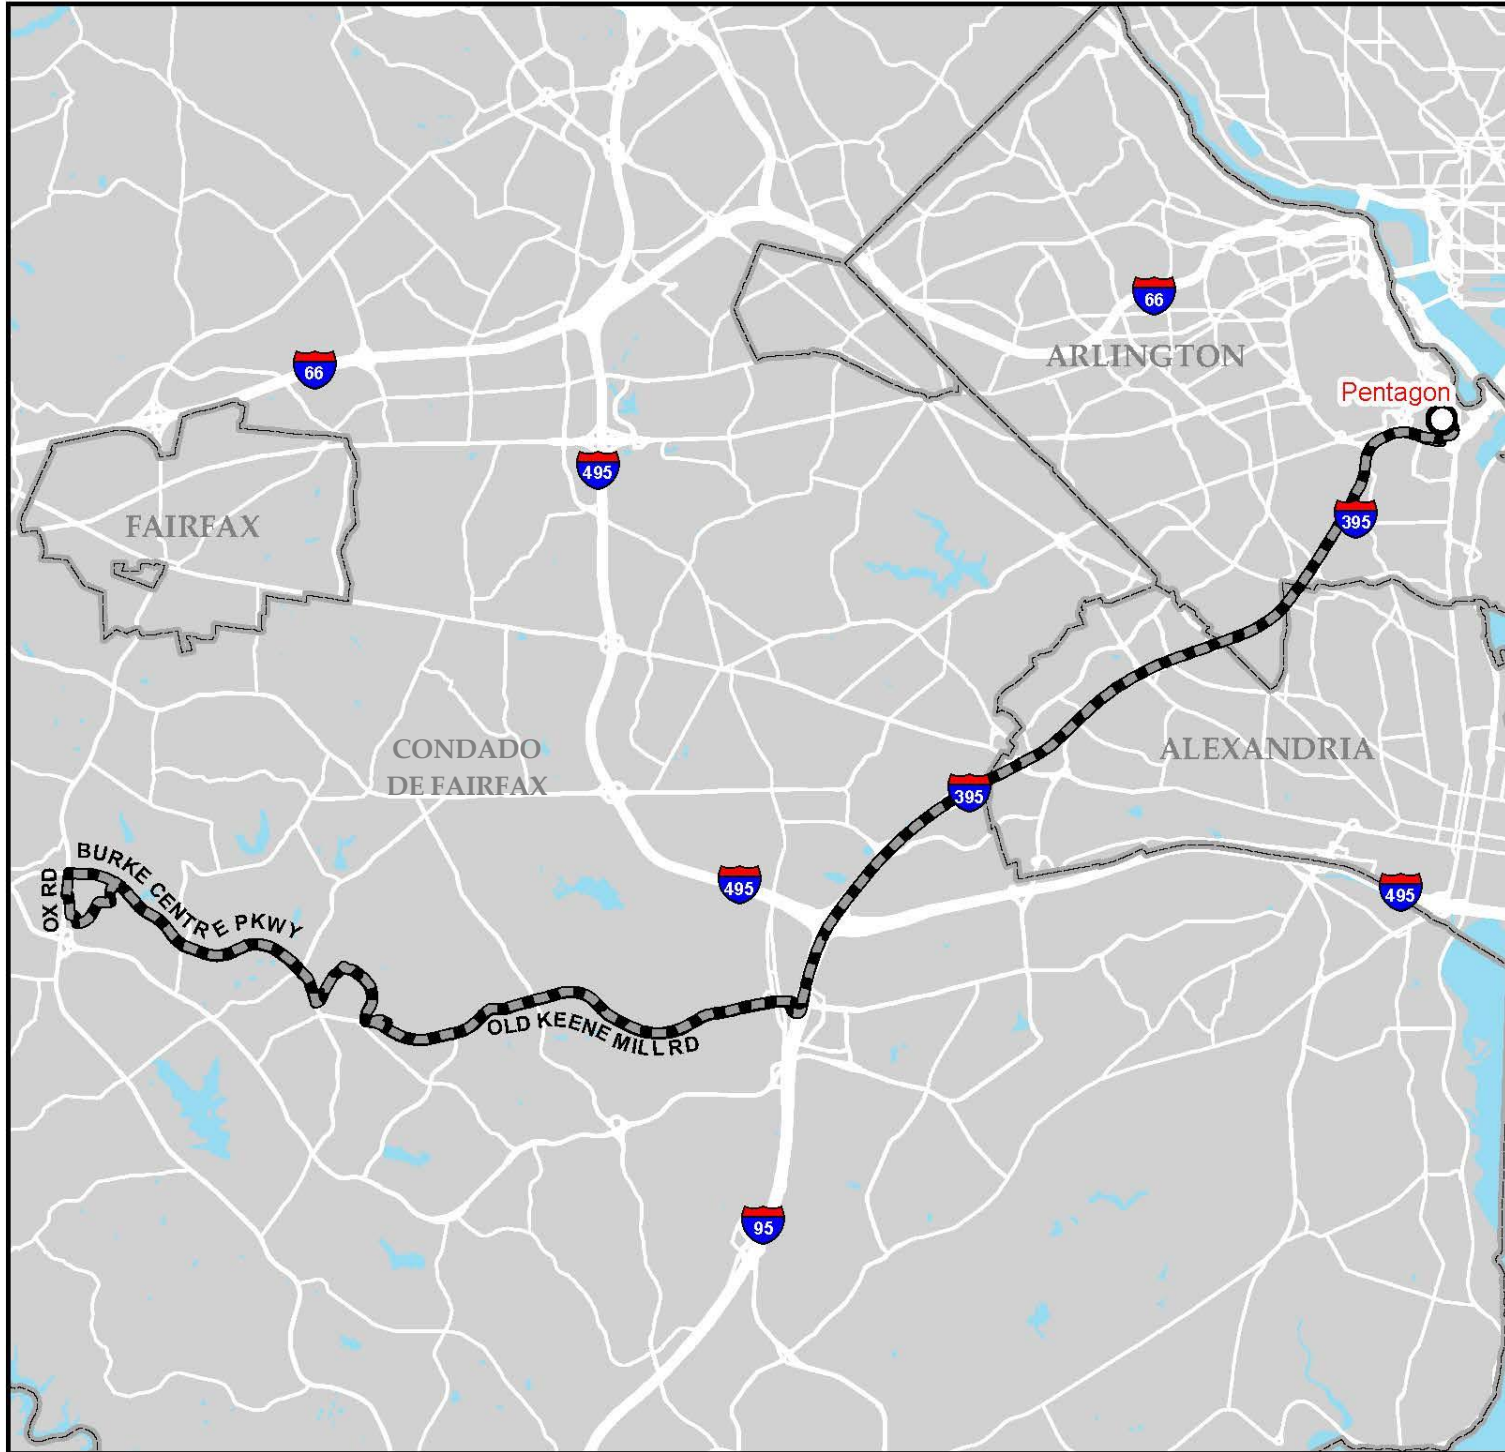 66
ARLINGTON
66
Pentagon
495
FAIRFAX
395
CONDADO
DE FAIRFAX
ALEXANDRIA
395
BURKE CENTRE PKWY
OX RD
495
495
OLD KEENE MILL RD
95